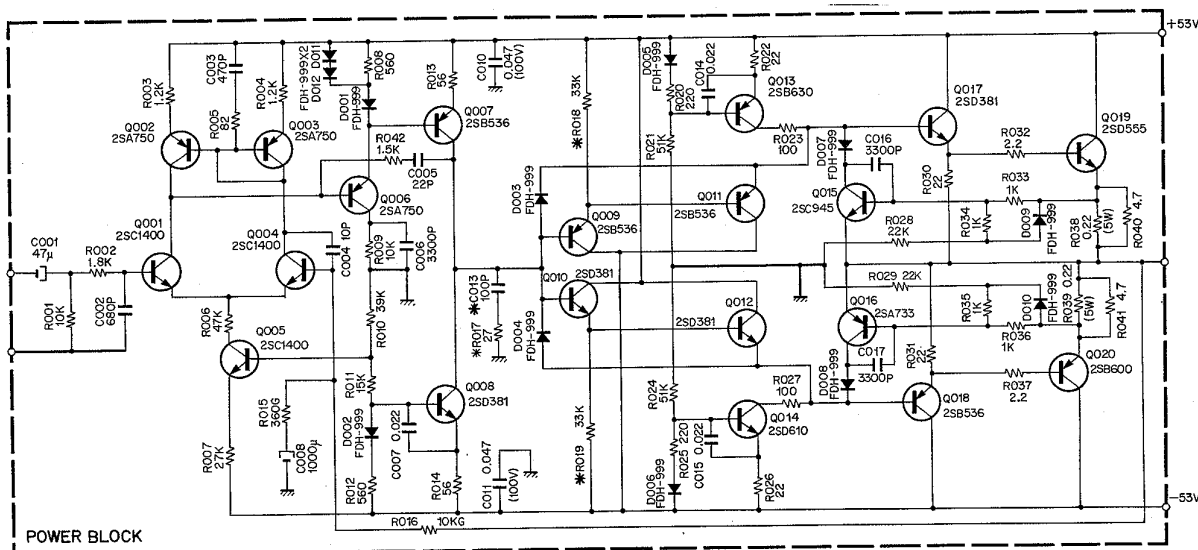 +53V
R003
1.2K
C003
470P
R004
1.2K
R005
82
FDH-999X2
D012 D011
R008
560
D001
FDH-999
R013
56
C010
0.047
(100V)
Q002
2SA750
Q003
2SA750
Q007
2SB536
R042
1.5K
C005
22P
Q006
2SA750
✱R018
33K
D005
FDH-999
C014
0.022
R020
220
R021
51K
R022
22
Q013
2SB630
R023
100
D003
FDH-999
Q011
2SB536
Q009
2SB536
D007
FDH-999
C016
3300P
Q015
2SC945
Q017
2SD381
R030
22
R032
2.2
Q019
2SD555
R033
1K
R034
1K
D009
FDH-999
R038
0.22
(5W)
R040
4.7
R028
22K
C001
47μ
R002
1.8K
Q001
2SC1400
Q004
2SC1400
C004 10P
R009
10K
C006
3300P
R001
10K
C002
680P
R006
47K
Q005
2SC1400
R010
39K
✱C013
100P
✱R017
27
Q010
2SD381
D004
FDH-999
Q012
2SD381
R029 22K
Q016
2SA733
R035
1K
D010
FDH-999
R039 0.22
(5W)
R041
4.7
R036
1K
C017
3300P
R031
22
R037
2.2
Q020
2SB600
D008
FDH-999
Q018
2SB536
R011
15K
R015
360G
C008
1000μ
D002
FDH-999
C007
0.022
Q008
2SD381
R007
27K
R012
560
R014
56
C011
0.047
(100V)
✱R019
33K
R024
51K
R027
100
Q014
2SD610
R025 220
C015 0.022
D006
FDH-999
R026
22
R016
10KG
-53V
POWER BLOCK